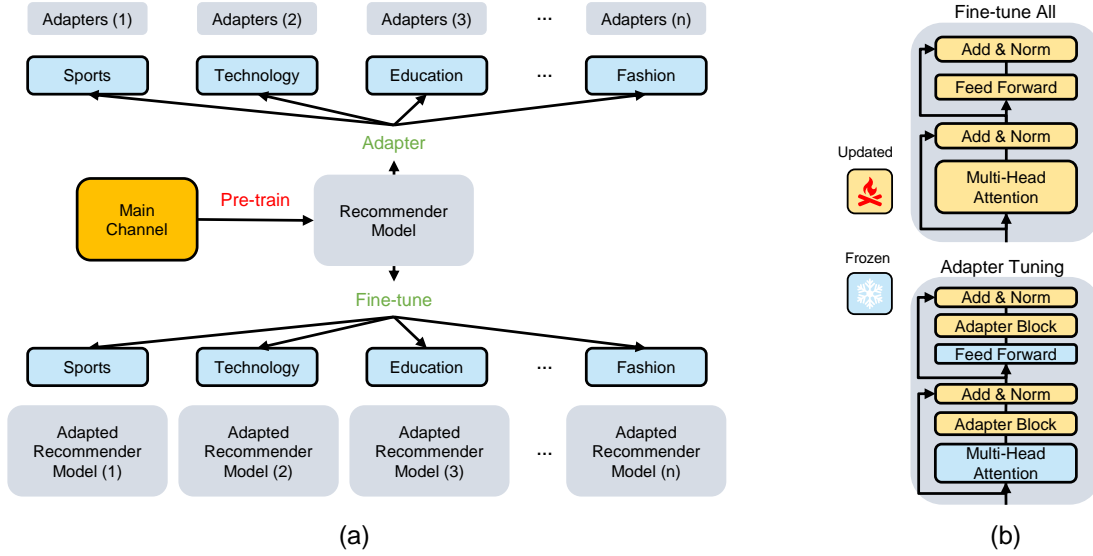 Adapters (1)
Adapters (2)
Adapters (3)
...
Adapters (n)
Sports
Technology
Education
...
Fashion
Adapter
Main
Channel
Pre-train
Recommender
Model
Fine-tune
Sports
Technology
Education
...
Fashion
Adapted
Recommender
Model (1)
Adapted
Recommender
Model (2)
Adapted
Recommender
Model (3)
...
Adapted
Recommender
Model (n)
(a)
Updated
Frozen
Fine-tune All
Add & Norm
Feed Forward
Add & Norm
Multi-Head
Attention
Adapter Tuning
Add & Norm
Adapter Block
Feed Forward
Add & Norm
Adapter Block
Multi-Head
Attention
(b)